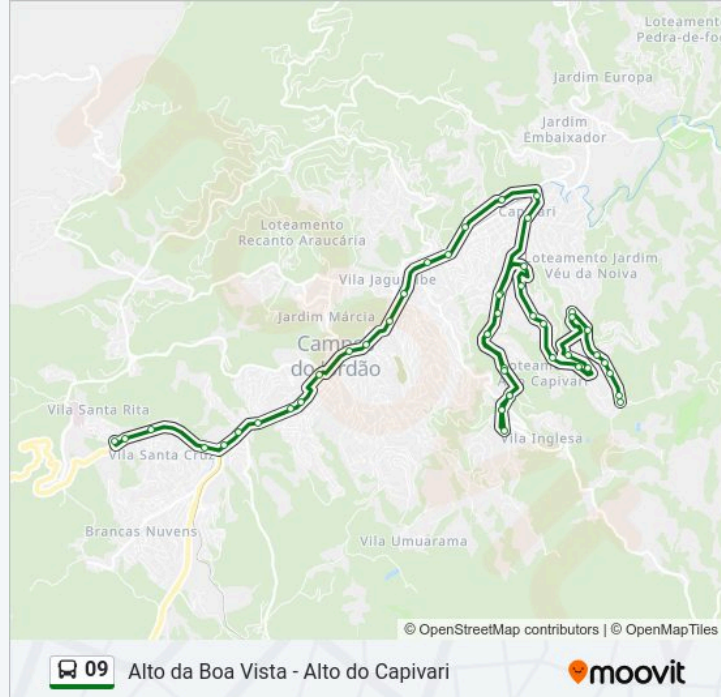 Loteamento
Pedra-de-fo
Jardim Europa
Jardim
Embaixador
Capivari
Loteamento
Recanto Araucária
Loteamento Jardim
Véu da Noiva
Vila Jaguaribe
Jardim Márcia
Campos
do Jordão
Loteamento
Alto Capivari
Vila Santa Rita
Vila Santa Cruz
Vila Inglesa
Brancas Nuvens
Vila Umuarama
© OpenStreetMap contributors | © OpenMapTiles
09 Alto da Boa Vista - Alto do Capivari
moovit